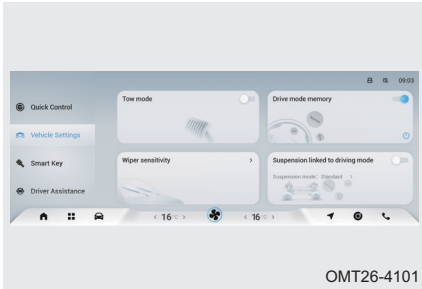 09:03
Quick Control
Vehicle Settings
Smart Key
Driver Assistance
Tow mode
Drive mode memory
Wiper sensitivity >
Suspension linked to driving mode
Suspension mode: Standard >
< 16 °C >
< 16 °C >
OMT26-4101